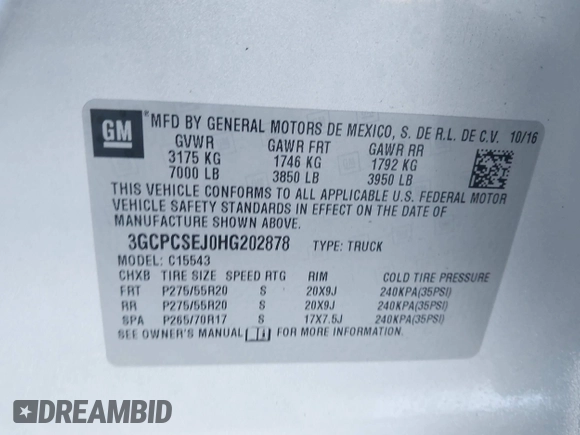 GM
® MFD BY GENERAL MOTORS DE MEXICO, S. DE R.L. DE C.V. 10/16
GVWR GAWR FRT GAWR RR
3175 KG 1746 KG 1792 KG
7000 LB 3850 LB 3950 LB
THIS VEHICLE CONFORMS TO ALL APPLICABLE U.S. FEDERAL MOTOR
VEHICLE SAFETY STANDARDS IN EFFECT ON THE DATE OF
MANUFACTURE SHOWN ABOVE.
3GCPCSEJ0HG202878 TYPE: TRUCK
MODEL: C15543
CHXB TIRE SIZE SPEED RTG RIM COLD TIRE PRESSURE
FRT P275/55R20 S 20X9J 240KPA(35PSI)
RR P275/55R20 S 20X9J 240KPA(35PSI)
SPA P265/70R17 S 17X7.5J 240KPA(35PSI)
SEE OWNER'S MANUAL FOR MORE INFORMATION.
DREAMBID